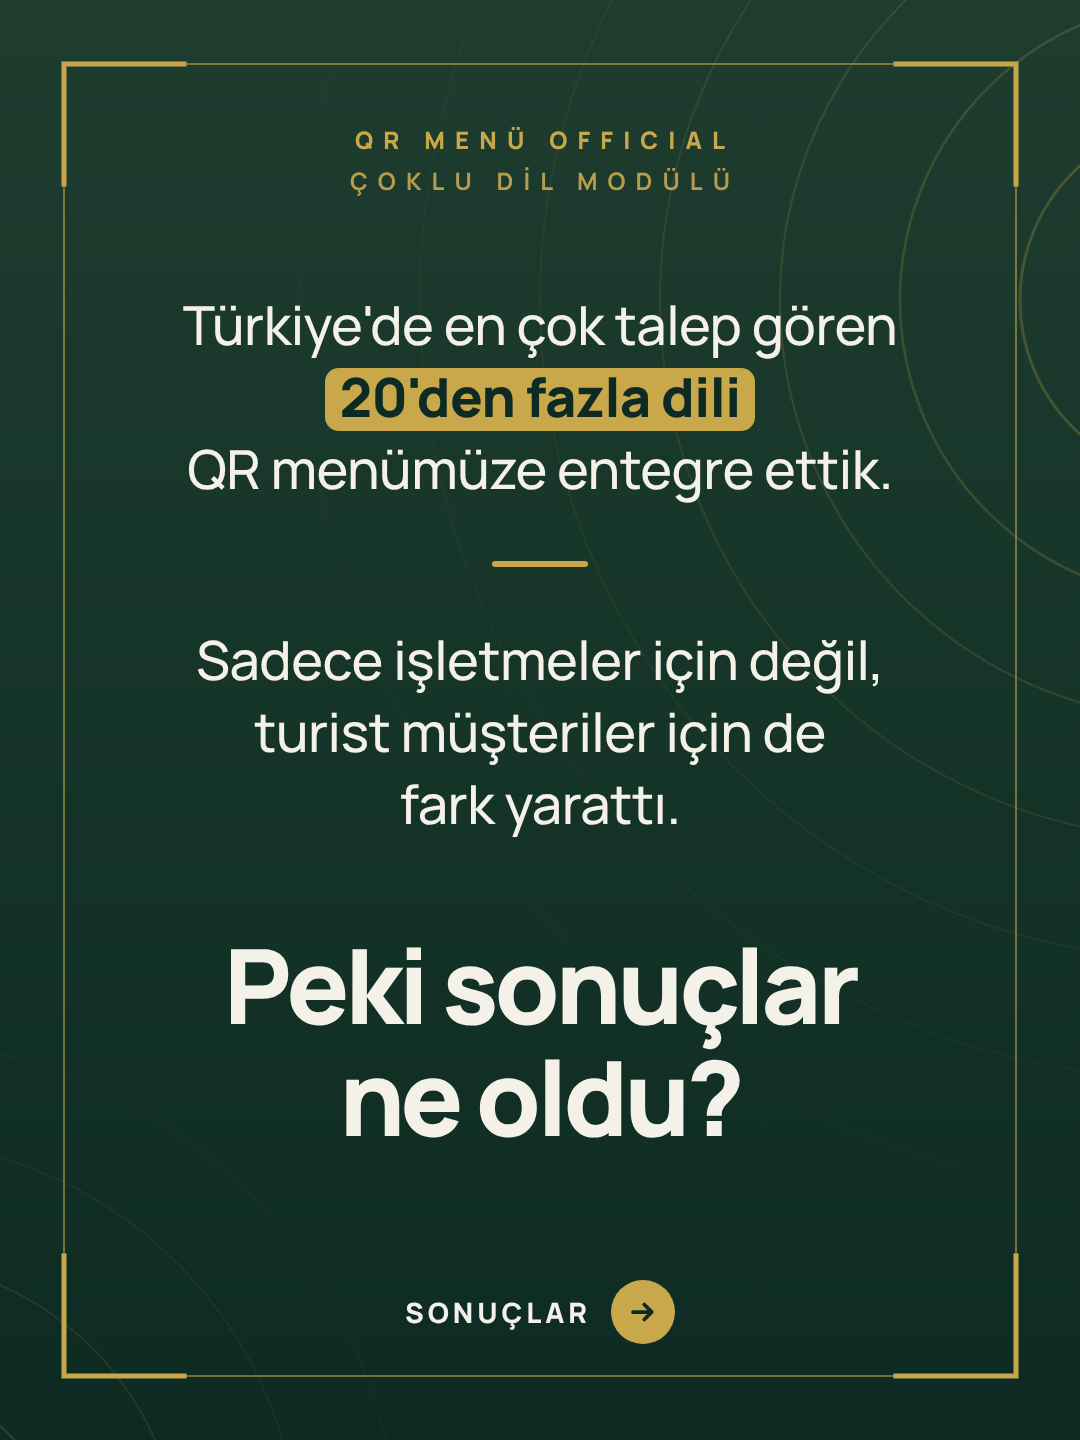 QR MENÜ OFFICIAL
ÇOKLU DİL MODÜLÜ
Türkiye'de en çok talep gören
20'den fazla dili
QR menümüze entegre ettik.
Sadece işletmeler için değil,
turist müşteriler için de
fark yarattı.
Peki sonuçlar
ne oldu?
SONUÇLAR